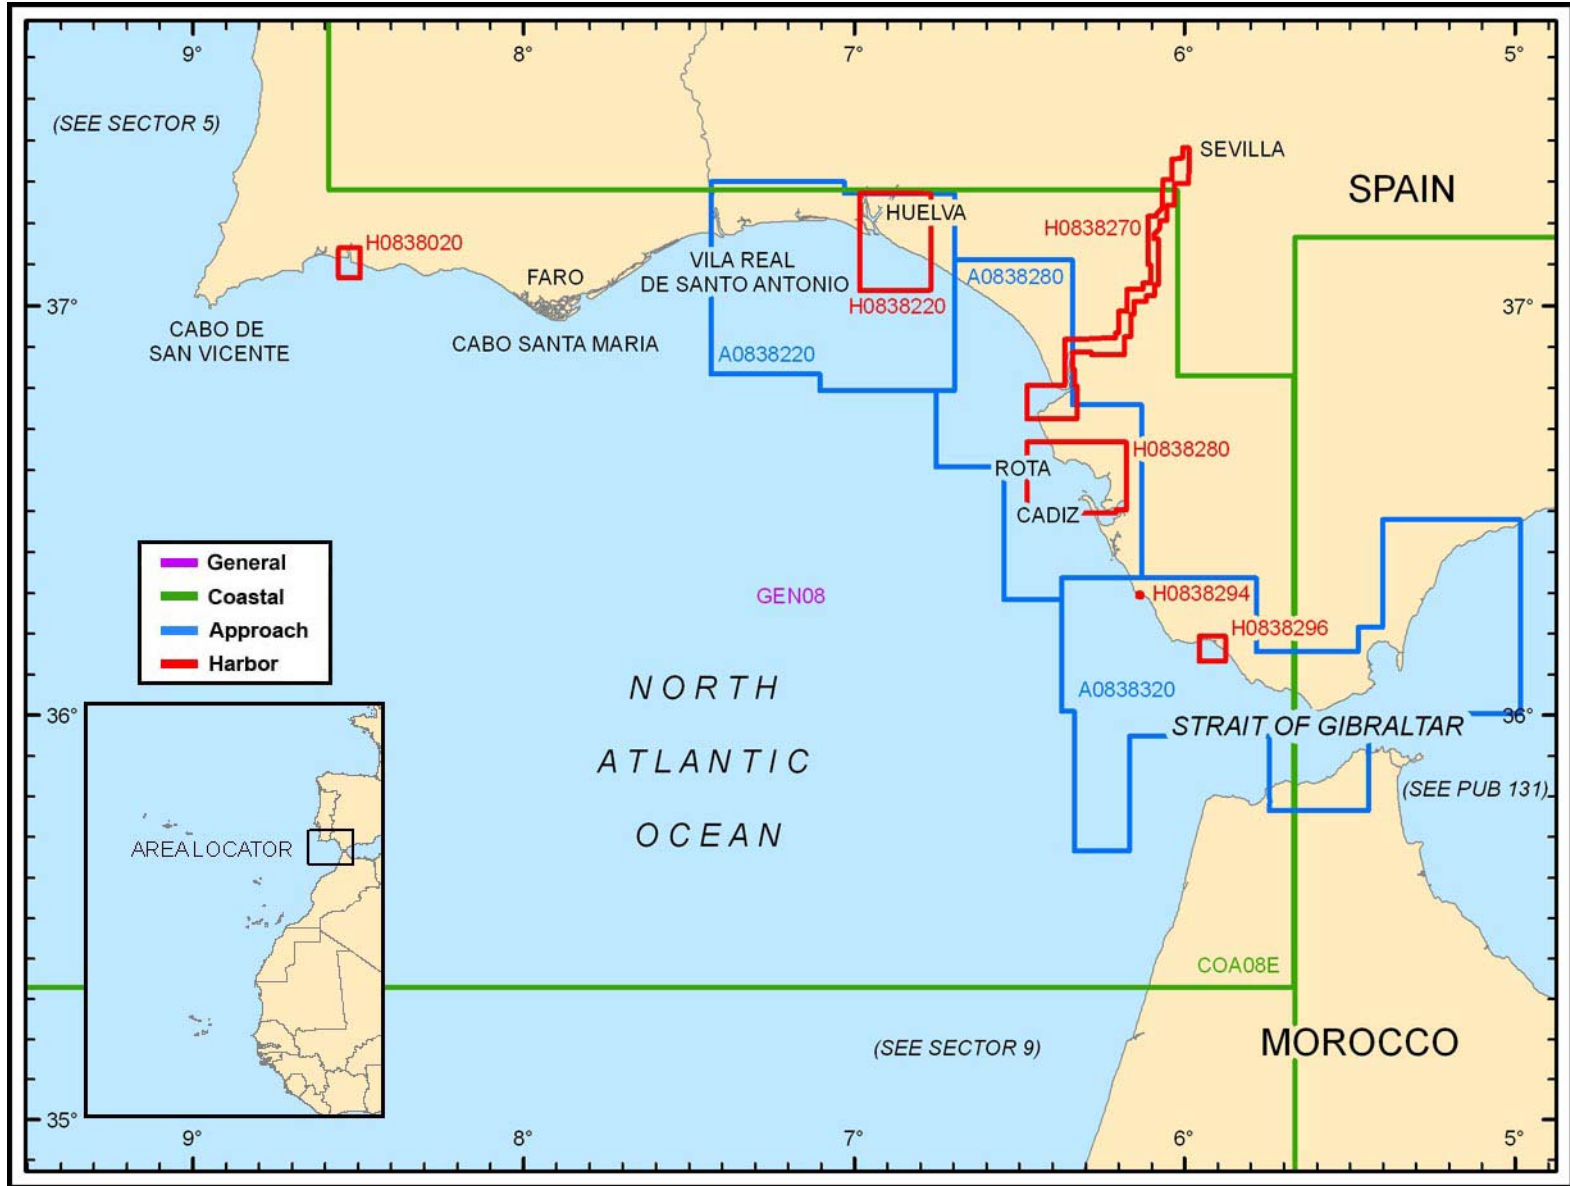 9°
8°
7°
6°
5°
(SEE SECTOR 5)
SEVILLA
SPAIN
HUELVA
H0838270
H0838020
VILA REAL
DE SANTO ANTONIO
FARO
A0838280
H0838220
37°
37°
CABO DE
SAN VICENTE
CABO SANTA MARIA
A0838220
H0838280
ROTA
CADIZ
General
Coastal
Approach
Harbor
GEN08
H0838294
H0838296
A0838320
NORTH
ATLANTIC
OCEAN
36°
36°
STRAIT OF GIBRALTAR
(SEE PUB 131)
AREA LOCATOR
COA08E
(SEE SECTOR 9)
MOROCCO
35°
9°
8°
7°
6°
5°